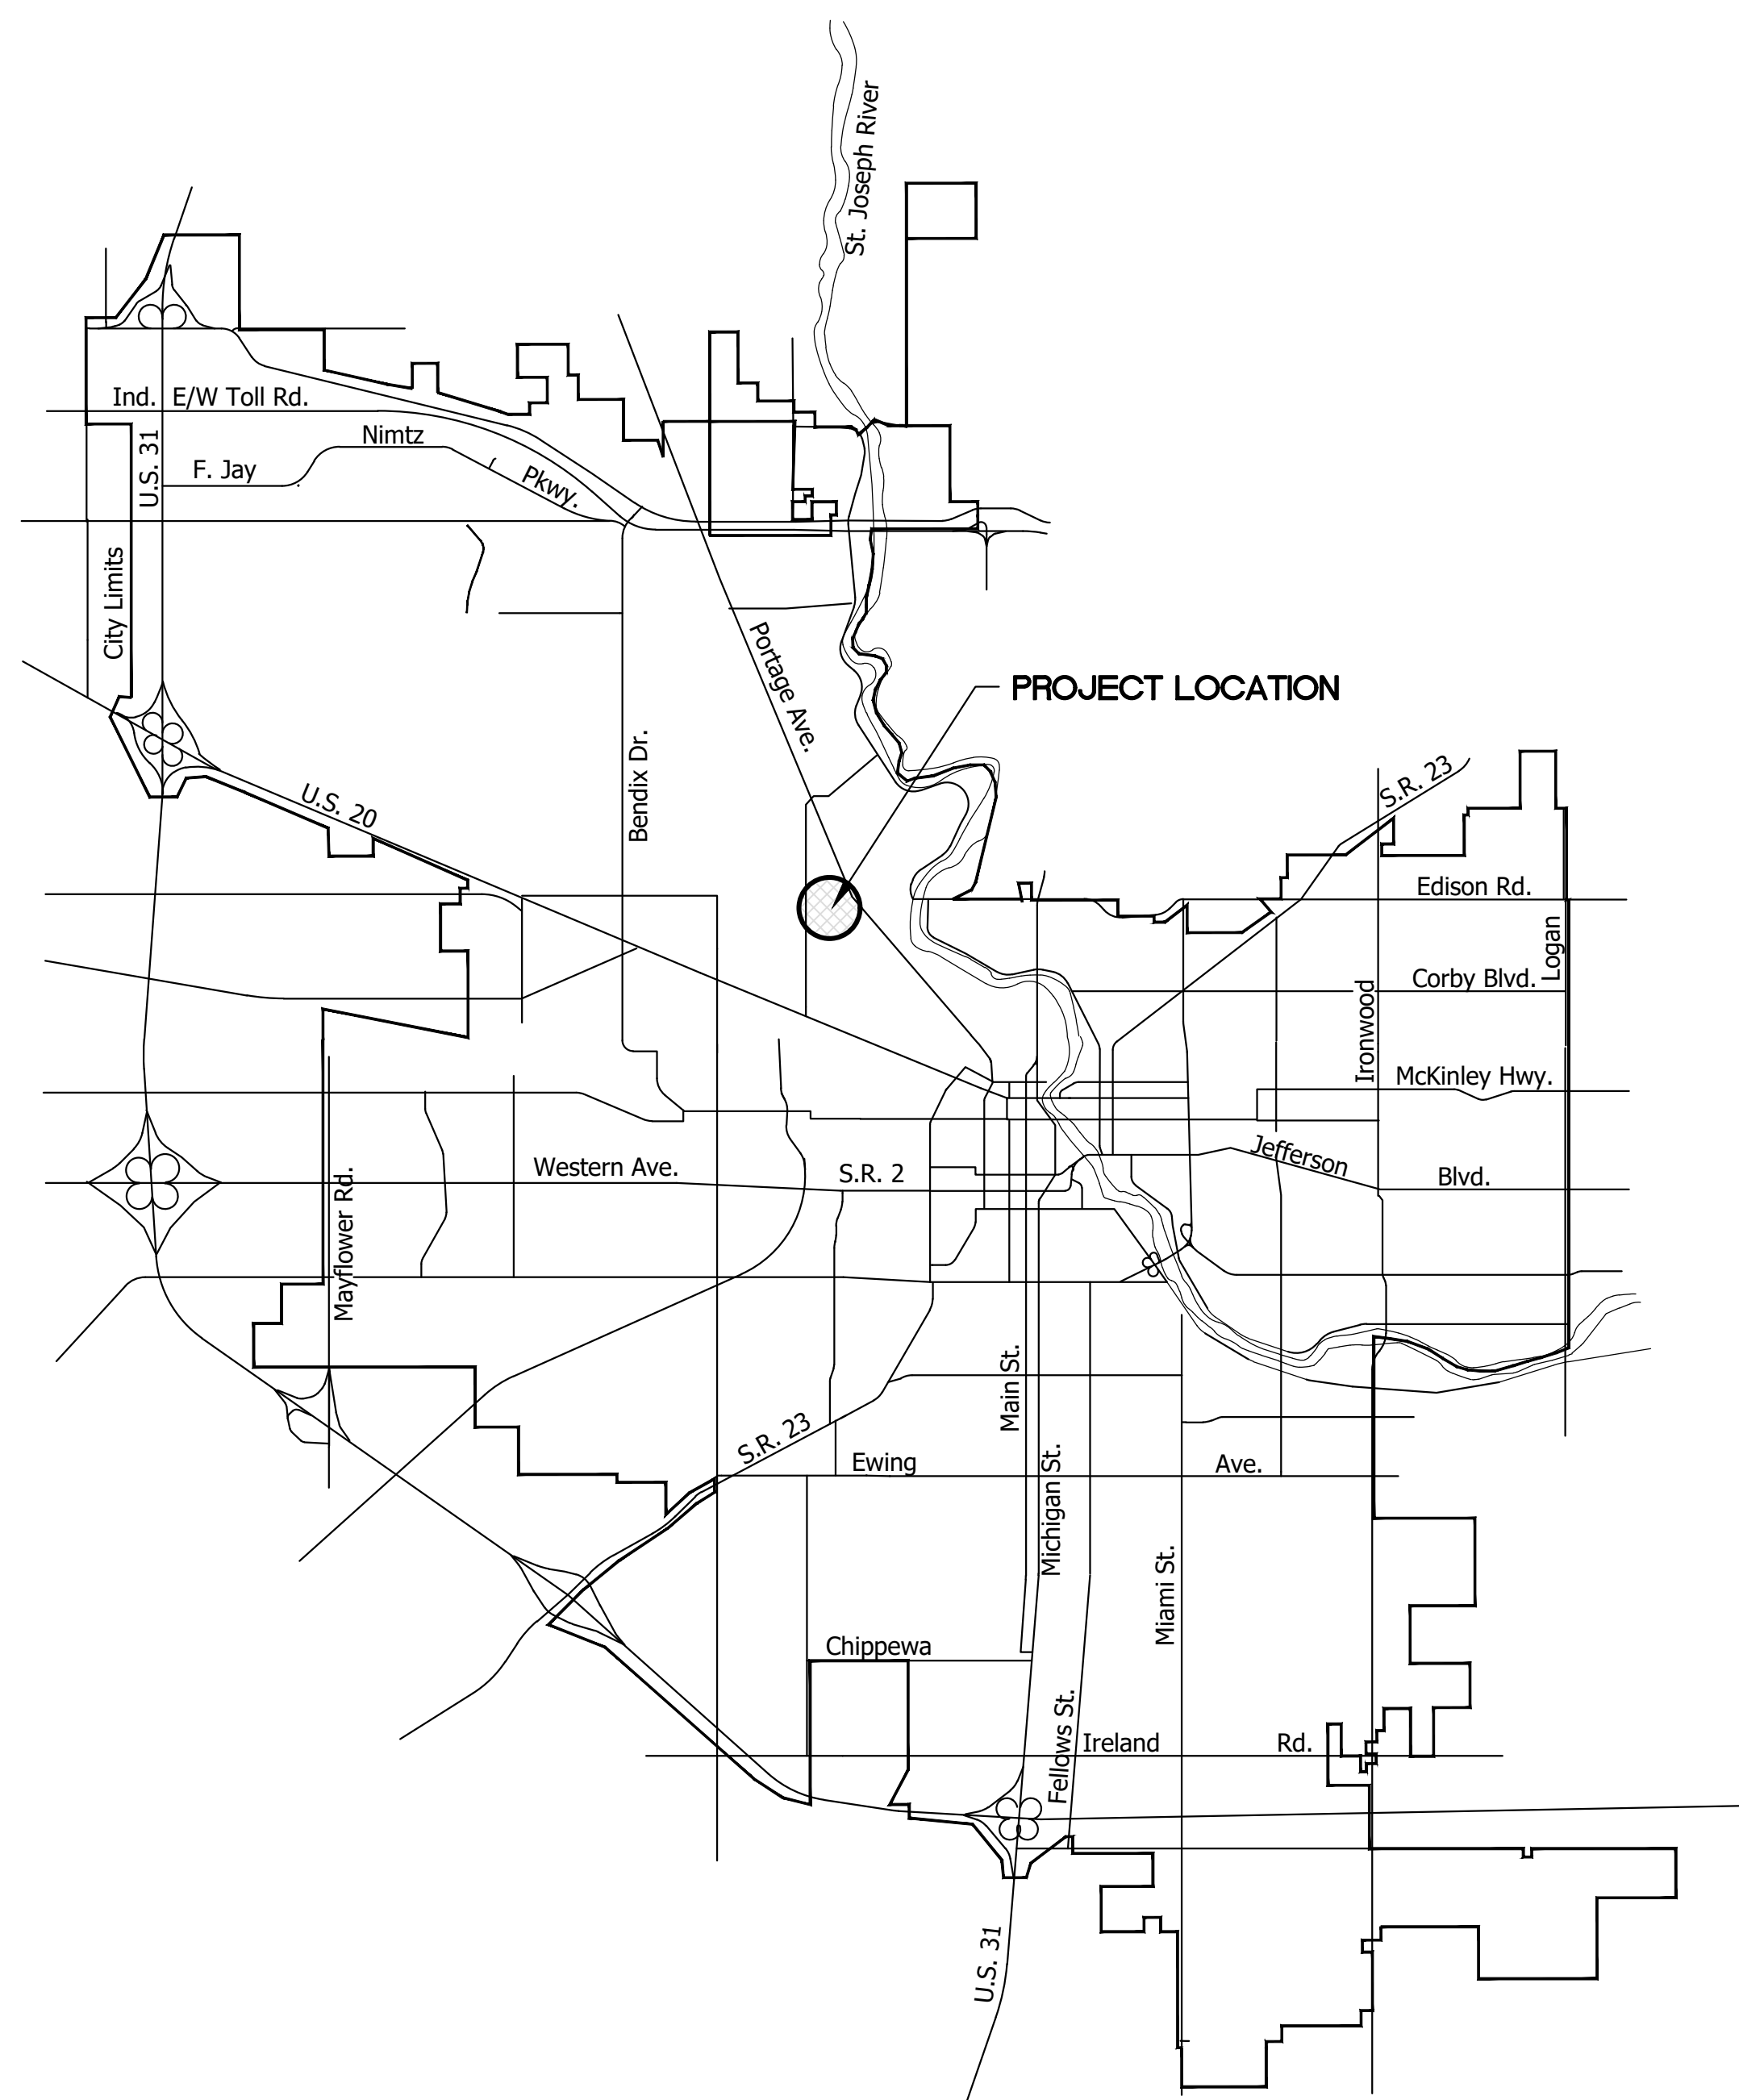 St. Joseph River
Ind. E/W Toll Rd.
Nimtz
F. Jay
Pkwy.
U.S. 31
City Limits
Portage Ave.
PROJECT LOCATION
Bendix Dr.
U.S. 20
S.R. 23
Edison Rd.
Logan
Corby Blvd.
Ironwood
McKinley Hwy.
Jefferson
Blvd.
Western Ave.
S.R. 2
Mayflower Rd.
Main St.
S.R. 23
Ewing
Ave.
Michigan St.
Miami St.
Chippewa
Fellows St.
Ireland
Rd.
U.S. 31